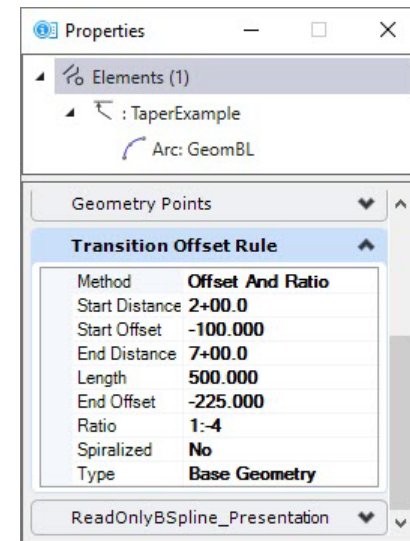 Properties
Elements (1)
: TaperExample
Arc: GeomBL
Geometry Points
Transition Offset Rule
Method Offset And Ratio
Start Distance 2+00.0
Start Offset -100.000
End Distance 7+00.0
Length 500.000
End Offset -225.000
Ratio 1:-4
Spiralized No
Type Base Geometry
ReadOnlyBSpline_Presentation